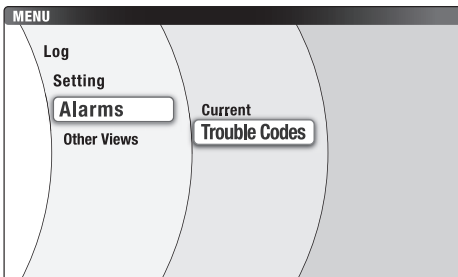 MENU
Log
Setting
Alarms
Other Views
Current
Trouble Codes